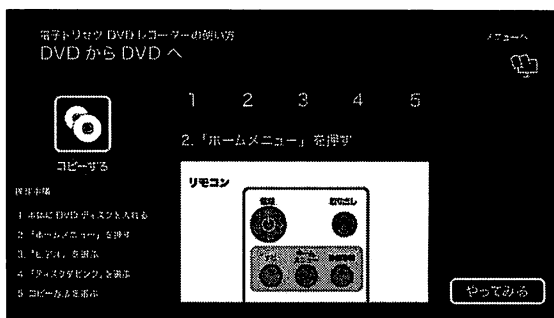 電子トリセツ DVD レコーダーの使い方
DVD から DVD へ
メニューへ
1 2 3 4 5
コピーする
2.「ホームメニュー」を押す
操作手順
1 本体に DVD ディスクを入れる
2 「ホームメニュー」を押す
3.「ビデオ」を選ぶ
4.「ディスクダビング」を選ぶ
5 コピー方法を選ぶ
リモコン
電源
取り出し
やってみる